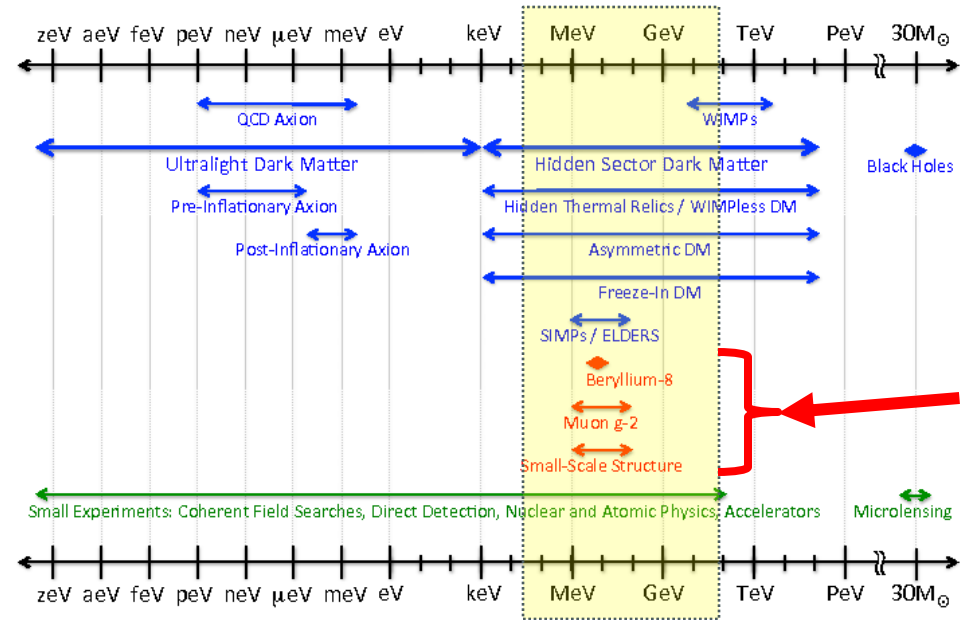 zeV aeV feV peV neV μeV meV eV keV MeV GeV TeV PeV 30M⊙
QCD Axion WIMPs
Ultralight Dark Matter Hidden Sector Dark Matter Black Holes
Pre-Inflationary Axion Hidden Thermal Relics / WIMPless DM
Post-Inflationary Axion Asymmetric DM
Freeze-In DM
SIMPs / ELDERS
Beryllium-8
Muon g-2
Small-Scale Structure
Small Experiments: Coherent Field Searches, Direct Detection, Nuclear and Atomic Physics, Accelerators Microlensing
zeV aeV feV peV neV μeV meV eV keV MeV GeV TeV PeV 30M⊙